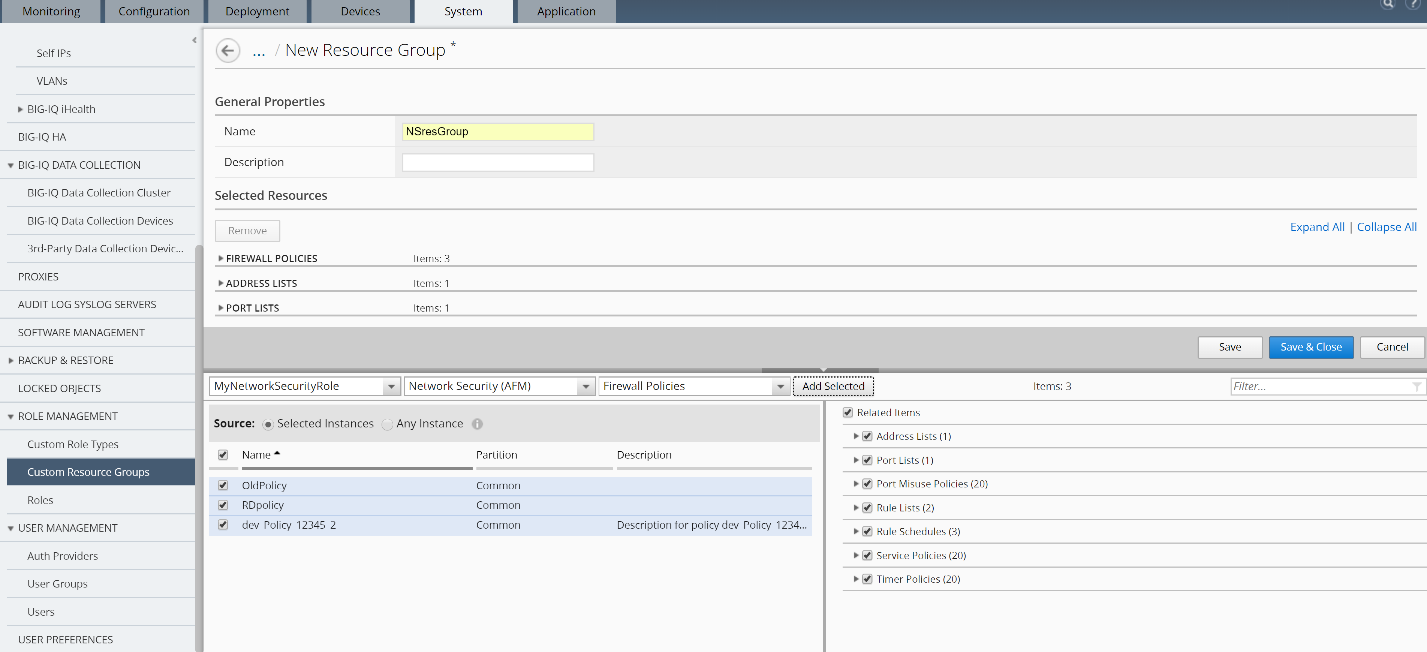 Monitoring Configuration Deployment Devices System Application
Self IPs
VLANs
BIG-IQ iHealth
BIG-IQ HA
BIG-IQ DATA COLLECTION
BIG-IQ Data Collection Cluster
BIG-IQ Data Collection Devices
3rd-Party Data Collection Devic...
PROXIES
AUDIT LOG SYSLOG SERVERS
SOFTWARE MANAGEMENT
BACKUP & RESTORE
LOCKED OBJECTS
ROLE MANAGEMENT
Custom Role Types
Custom Resource Groups
Roles
USER MANAGEMENT
Auth Providers
User Groups
Users
USER PREFERENCES
... / New Resource Group *
General Properties
Name NSresGroup
Description
Selected Resources
Remove Expand All | Collapse All
FIREWALL POLICIES Items: 3
ADDRESS LISTS Items: 1
PORT LISTS Items: 1
Save Save & Close Cancel
MyNetworkSecurityRole Network Security (AFM) Firewall Policies Add Selected Items: 3 Filter...
Source: Selected Instances Any Instance
Name Partition Description
OldPolicy Common
RDpolicy Common
dev Policy 12345 2 Common Description for policy dev Policy 1234...
Related Items
Address Lists (1)
Port Lists (1)
Port Misuse Policies (20)
Rule Lists (2)
Rule Schedules (3)
Service Policies (20)
Timer Policies (20)